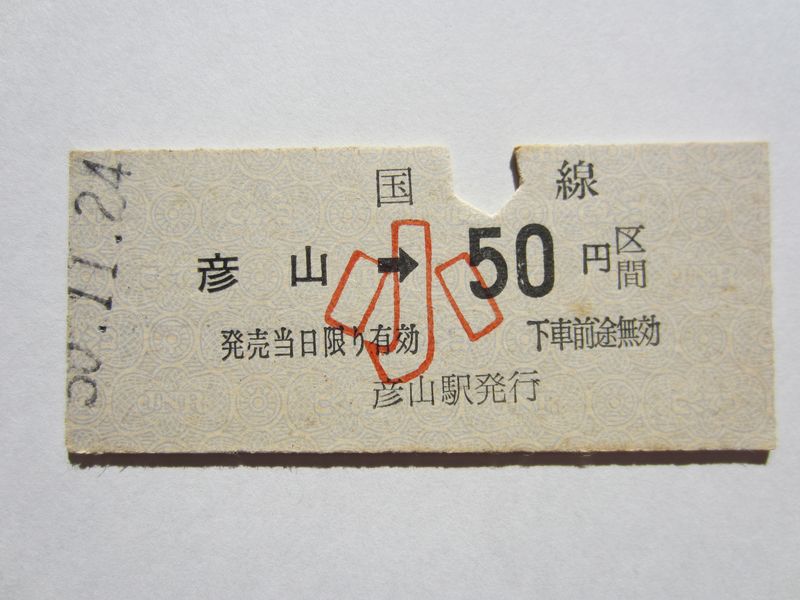 50.11.24
国線
彦山➡50円区間
小
発売当日限り有効 下車前途無効
彦山駅発行